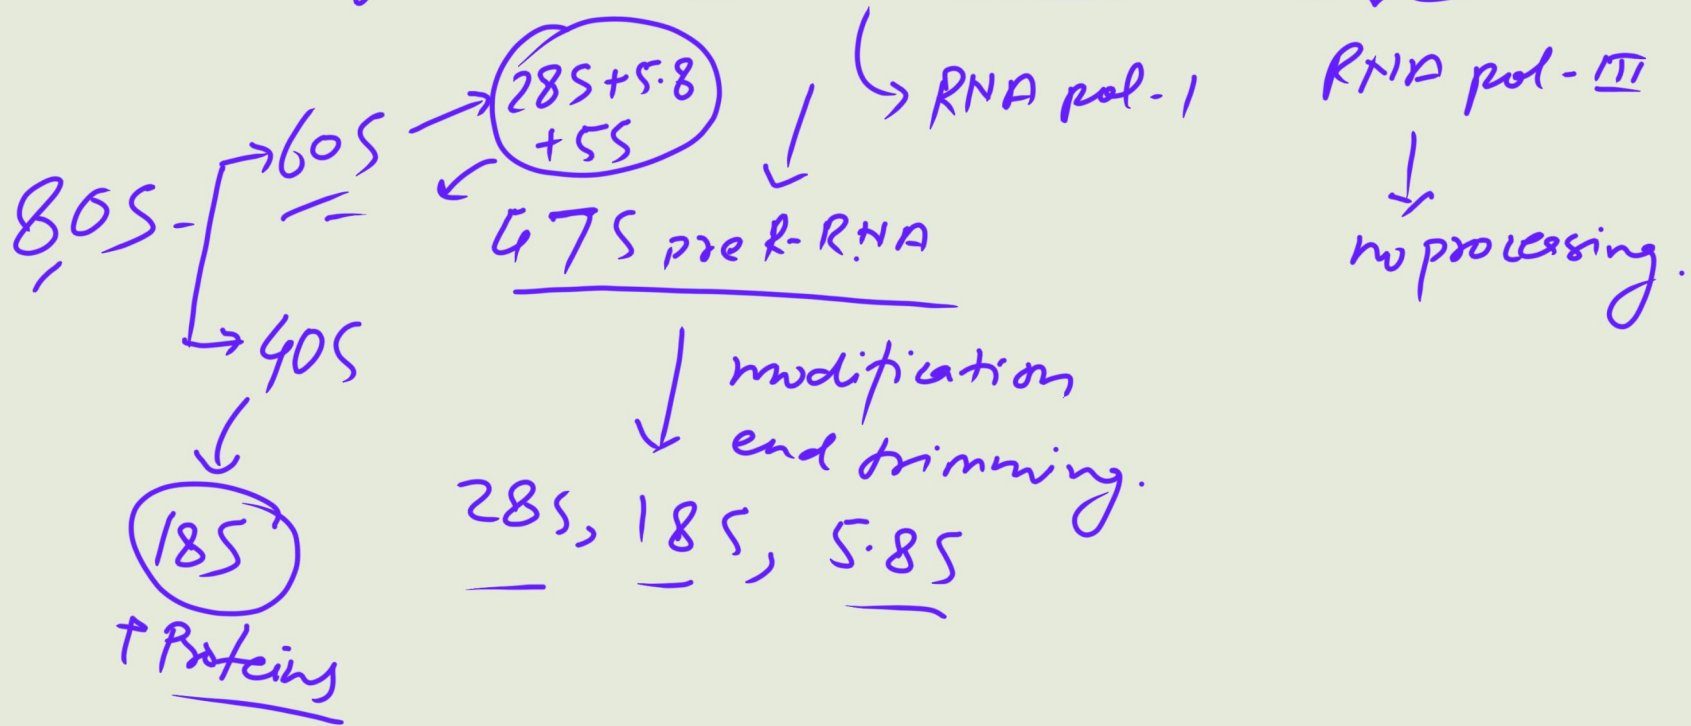 28S+5.8
+5S
RNA pol-I
RNA pol-III
80S-
60S
47S pre R-RNA
no processing.
40S
modification
end trimming.
18S
28S, 18S, 5.8S
+ Proteins